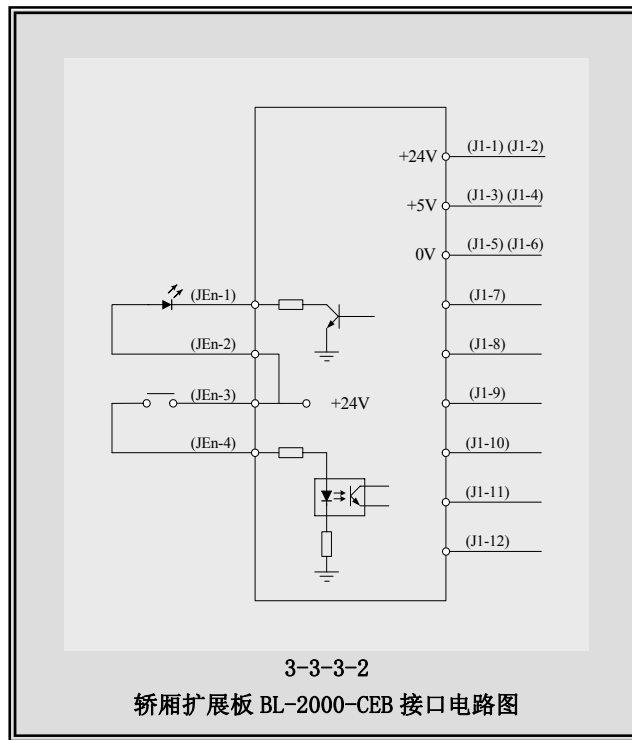 +24V (J1-1) (J1-2)
+5V (J1-3) (J1-4)
0V (J1-5) (J1-6)
(JEn-1) (J1-7)
(JEn-2) (J1-8)
(JEn-3) +24V (J1-9)
(JEn-4) (J1-10)
(J1-11)
(J1-12)
3-3-3-2
轿厢扩展板 BL-2000-CEB 接口电路图